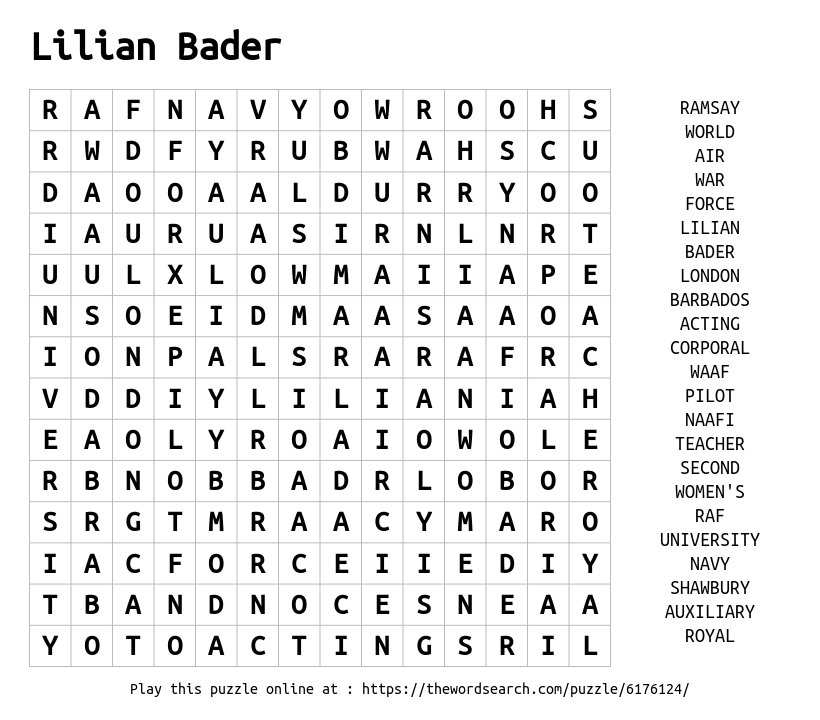 Lilian Bader
R A F N A V Y O W R O O H S
R W D F Y R U B W A H S C U
D A O O A A L D U R R Y O O
I A U R U A S I R N L N R T
U U L X L O W M A I I A P E
N S O E I D M A A S A A O A
I O N P A L S R A R A F R C
V D D I Y L I L I A N I A H
E A O L Y R O A I O W O L E
R B N O B B A D R L O B O R
S R G T M R A A C Y M A R O
I A C F O R C E I I E D I Y
T B A N D N O C E S N E A A
Y O T O A C T I N G S R I L
RAMSAY
WORLD
AIR
WAR
FORCE
LILIAN
BADER
LONDON
BARBADOS
ACTING
CORPORAL
WAAF
PILOT
NAAFI
TEACHER
SECOND
WOMEN'S
RAF
UNIVERSITY
NAVY
SHAWBURY
AUXILIARY
ROYAL
Play this puzzle online at : https://thewordsearch.com/puzzle/6176124/